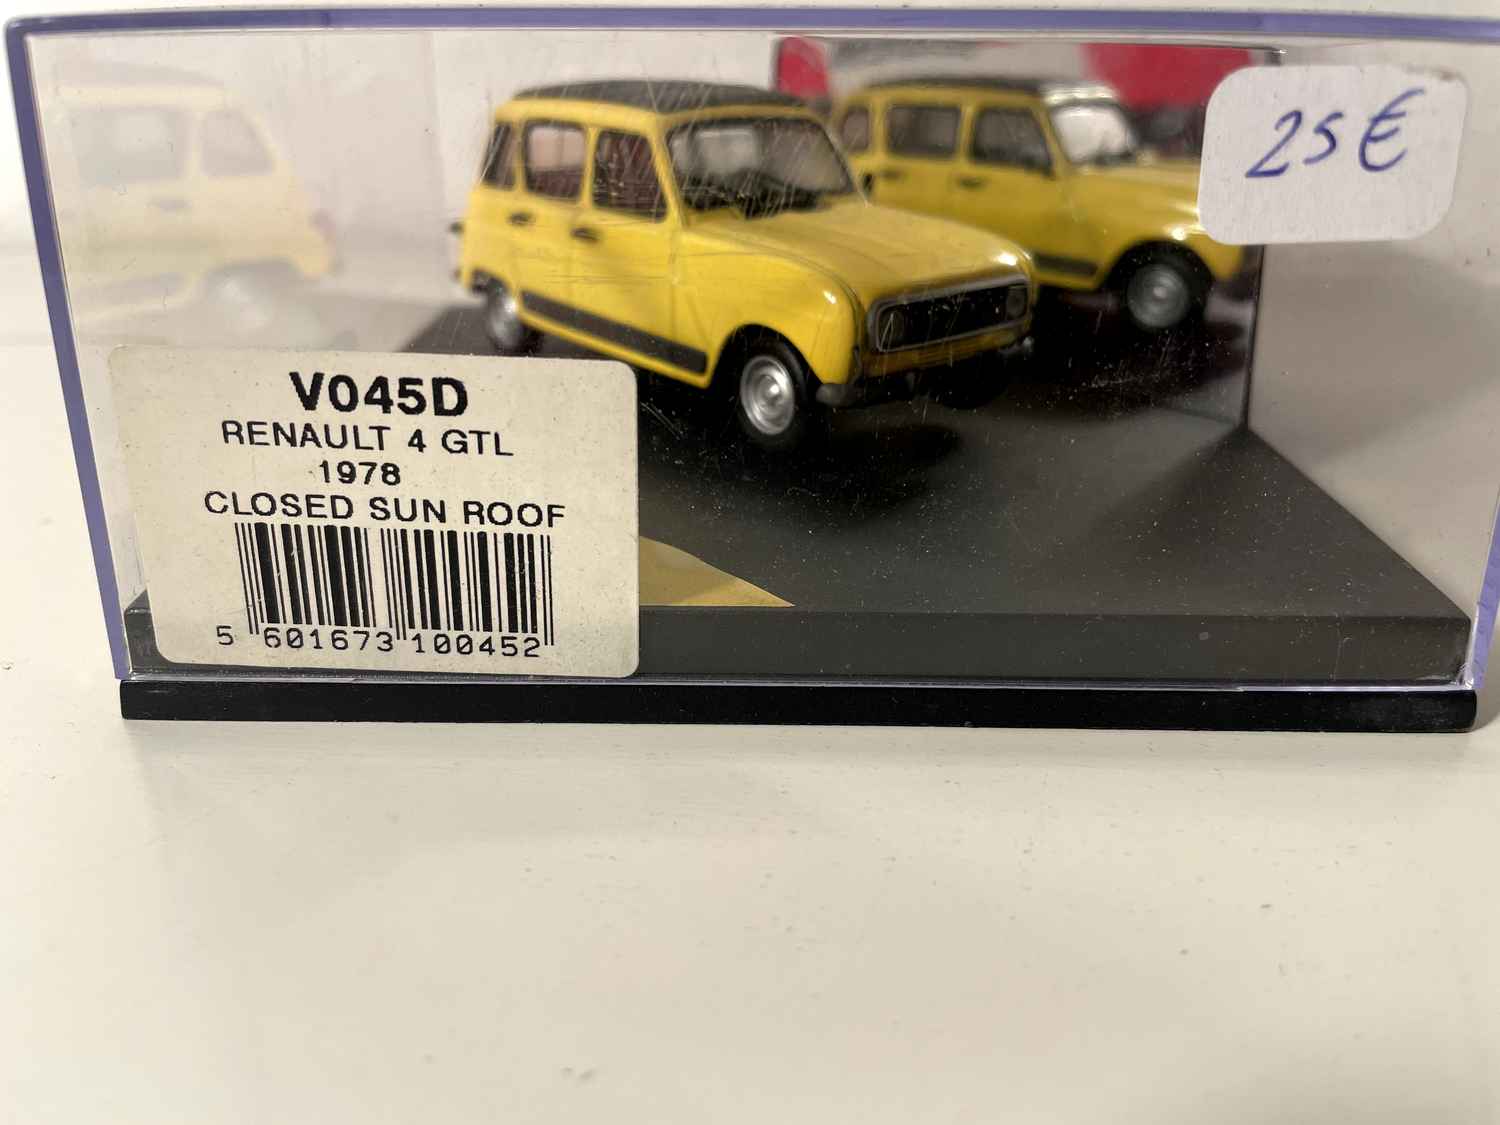 25 €
V045D
RENAULT 4 GTL
1978
CLOSED SUN ROOF
5 601673 100452